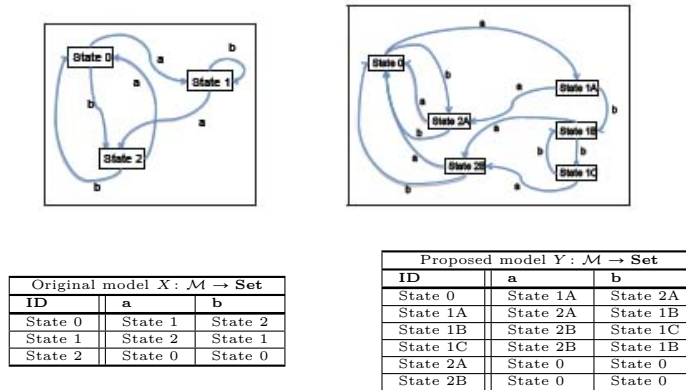 State 0
a
b
State 1
a
b
a
State 2
b
a
State 0
b
a
State 1A
a
State 2A
b
b
State 1B
a
b
b
State 2B
a
State 1C
b
a
Original model X: M → Set
ID a b
State 0 State 1 State 2
State 1 State 2 State 1
State 2 State 0 State 0
Proposed model Y: M → Set
ID a b
State 0 State 1A State 2A
State 1A State 2A State 1B
State 1B State 2B State 1C
State 1C State 2B State 1B
State 2A State 0 State 0
State 2B State 0 State 0